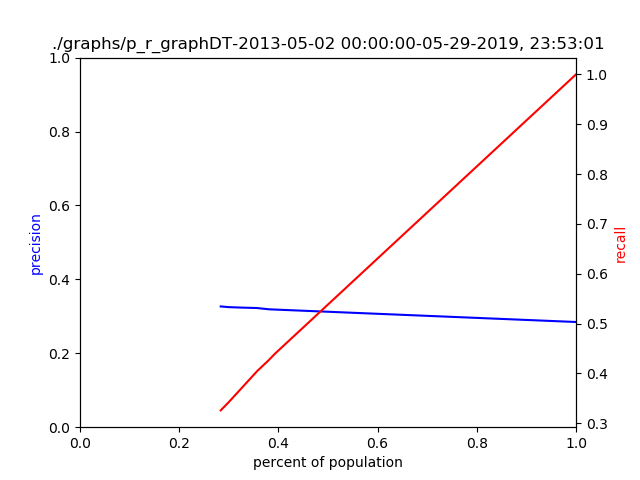 ./graphs/p_r_graphDT-2013-05-02 00:00:00-05-29-2019, 23:53:01
1.0
0.8
0.6
0.4
0.2
0.0
precision
0.0 0.2 0.4 0.6 0.8 1.0
percent of population
1.0
0.9
0.8
0.7
0.6
0.5
0.4
0.3
recall